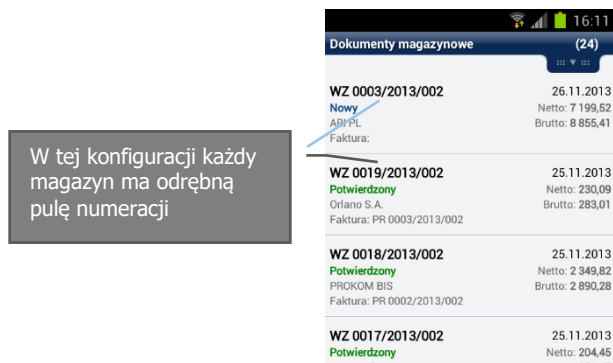 16:11
Dokumenty magazynowe (24)
WZ 0003/2013/002 26.11.2013
Nowy Netto: 7 199,52
ABI PL Brutto: 8 855,41
Faktura:
W tej konfiguracji każdy
magazyn ma odrębną
pulę numeracji
WZ 0019/2013/002 25.11.2013
Potwierdzony Netto: 230,09
Orlano S.A. Brutto: 283,01
Faktura: PR 0003/2013/002
WZ 0018/2013/002 25.11.2013
Potwierdzony Netto: 2 349,82
PROKOM BIS Brutto: 2 890,28
Faktura: PR 0002/2013/002
WZ 0017/2013/002 25.11.2013
Potwierdzony Netto: 204,45